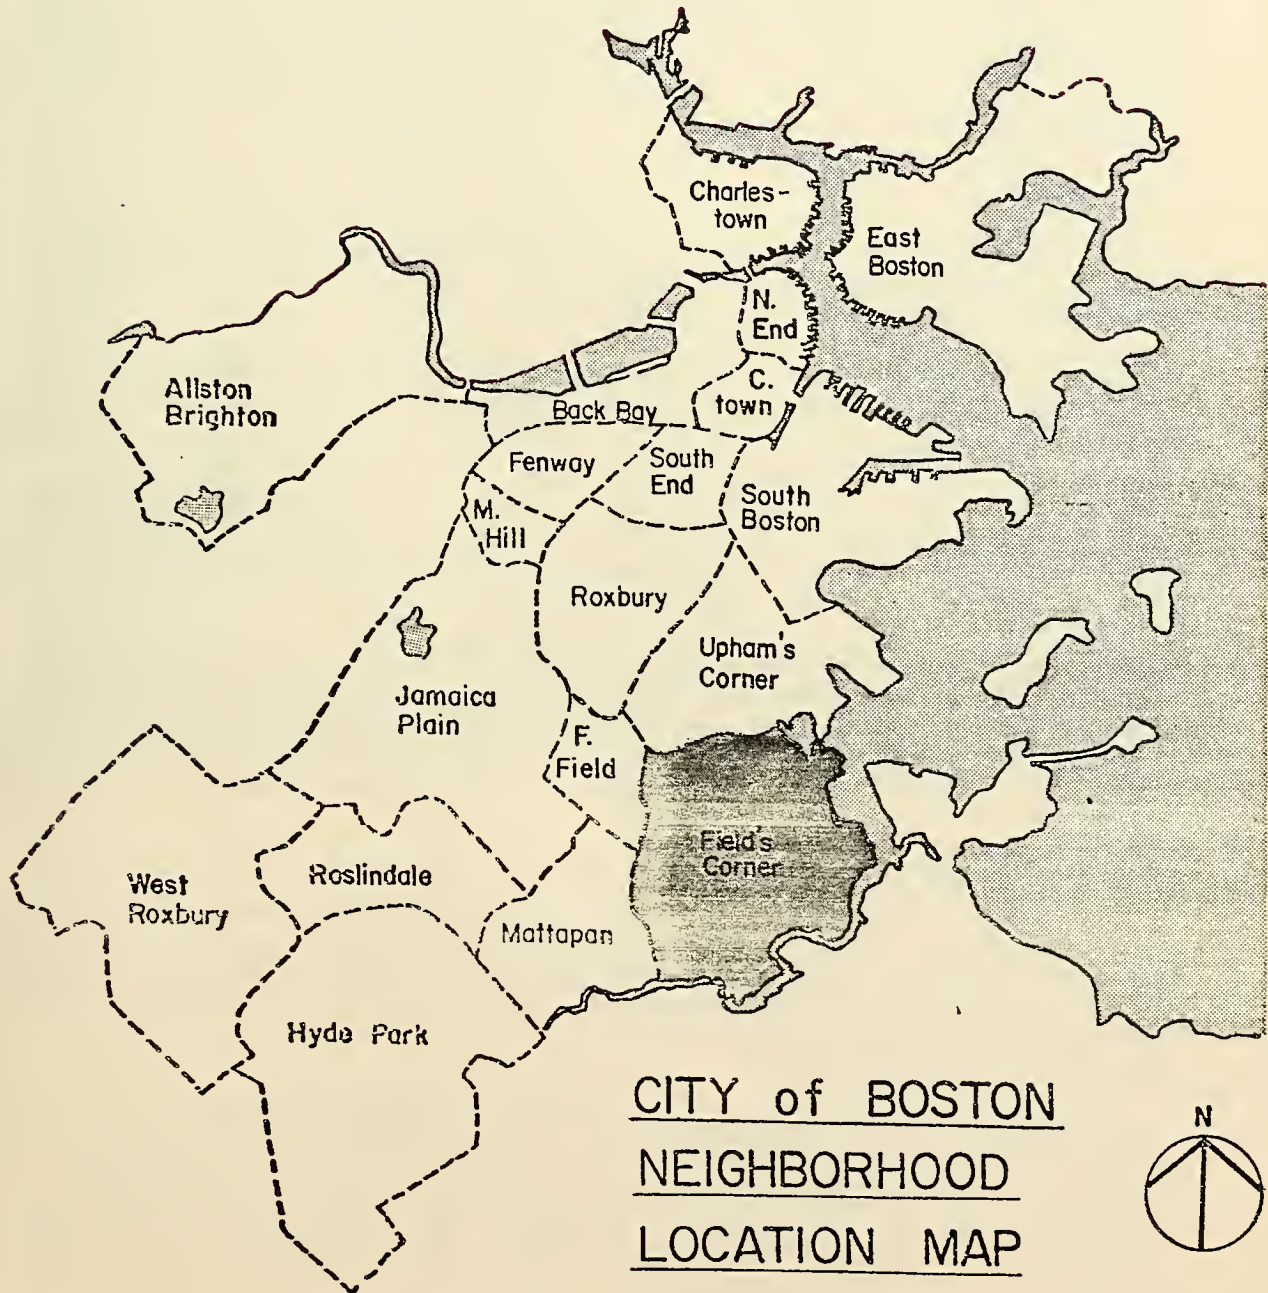 Charles-
town
East
Boston
N.
End
Allston
Brighton
C.
town
Back Bay
Fenway
South
End
South
Boston
M.
Hill
Roxbury
Upham's
Corner
Jamaica
Plain
F.
Field
Field's
Corner
West
Roxbury
Roslindale
Mattapan
Hyde Park
CITY of BOSTON
NEIGHBORHOOD
LOCATION MAP
N